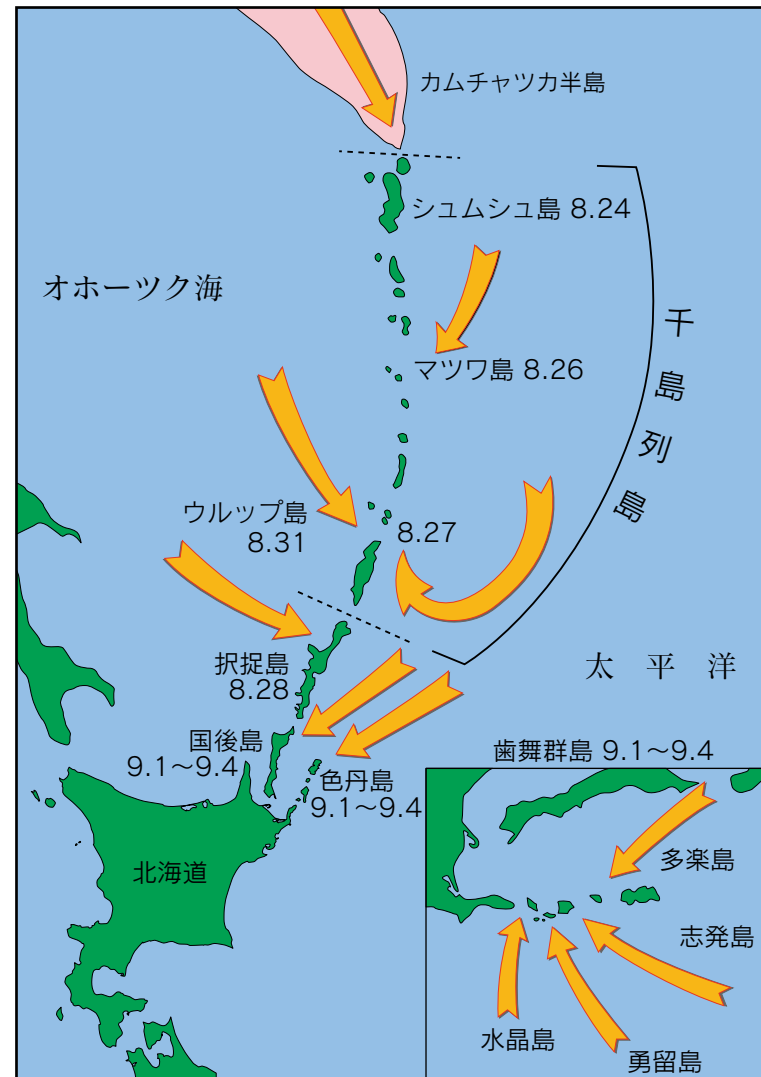 カムチャツカ半島
シュムシュ島 8.24
オホーツク海
千島列島
マツワ島 8.26
ウルップ島
8.31
8.27
択捉島
8.28
太平洋
国後島
9.1〜9.4
色丹島
9.1〜9.4
歯舞群島 9.1〜9.4
北海道
多楽島
志発島
水晶島
勇留島